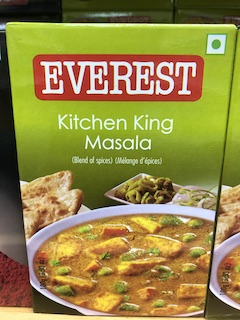 EVEREST
Kitchen King
Masala
(Blend of spices) (Mélange d'épices)